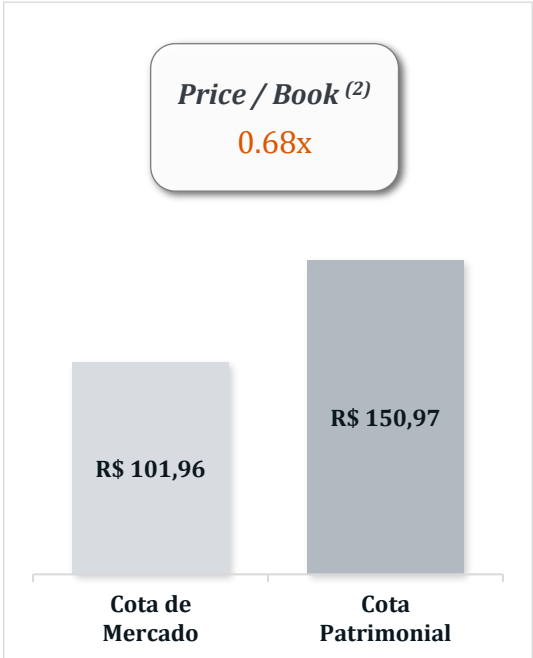 Price / Book (2)
0.68x
R$ 150,97
R$ 101,96
Cota de
Mercado
Cota
Patrimonial